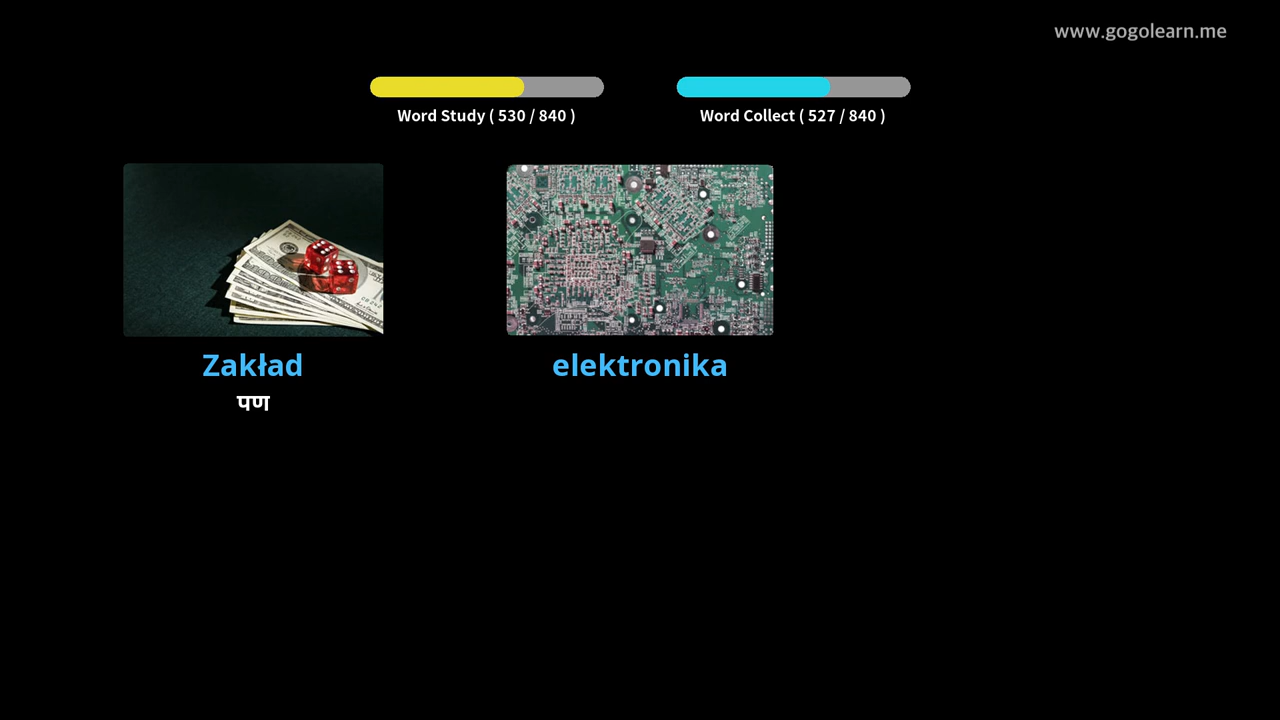 www.gogolearn.me
Word Study ( 530 / 840 )
Word Collect ( 527 / 840 )
Zakład
elektronika
पण